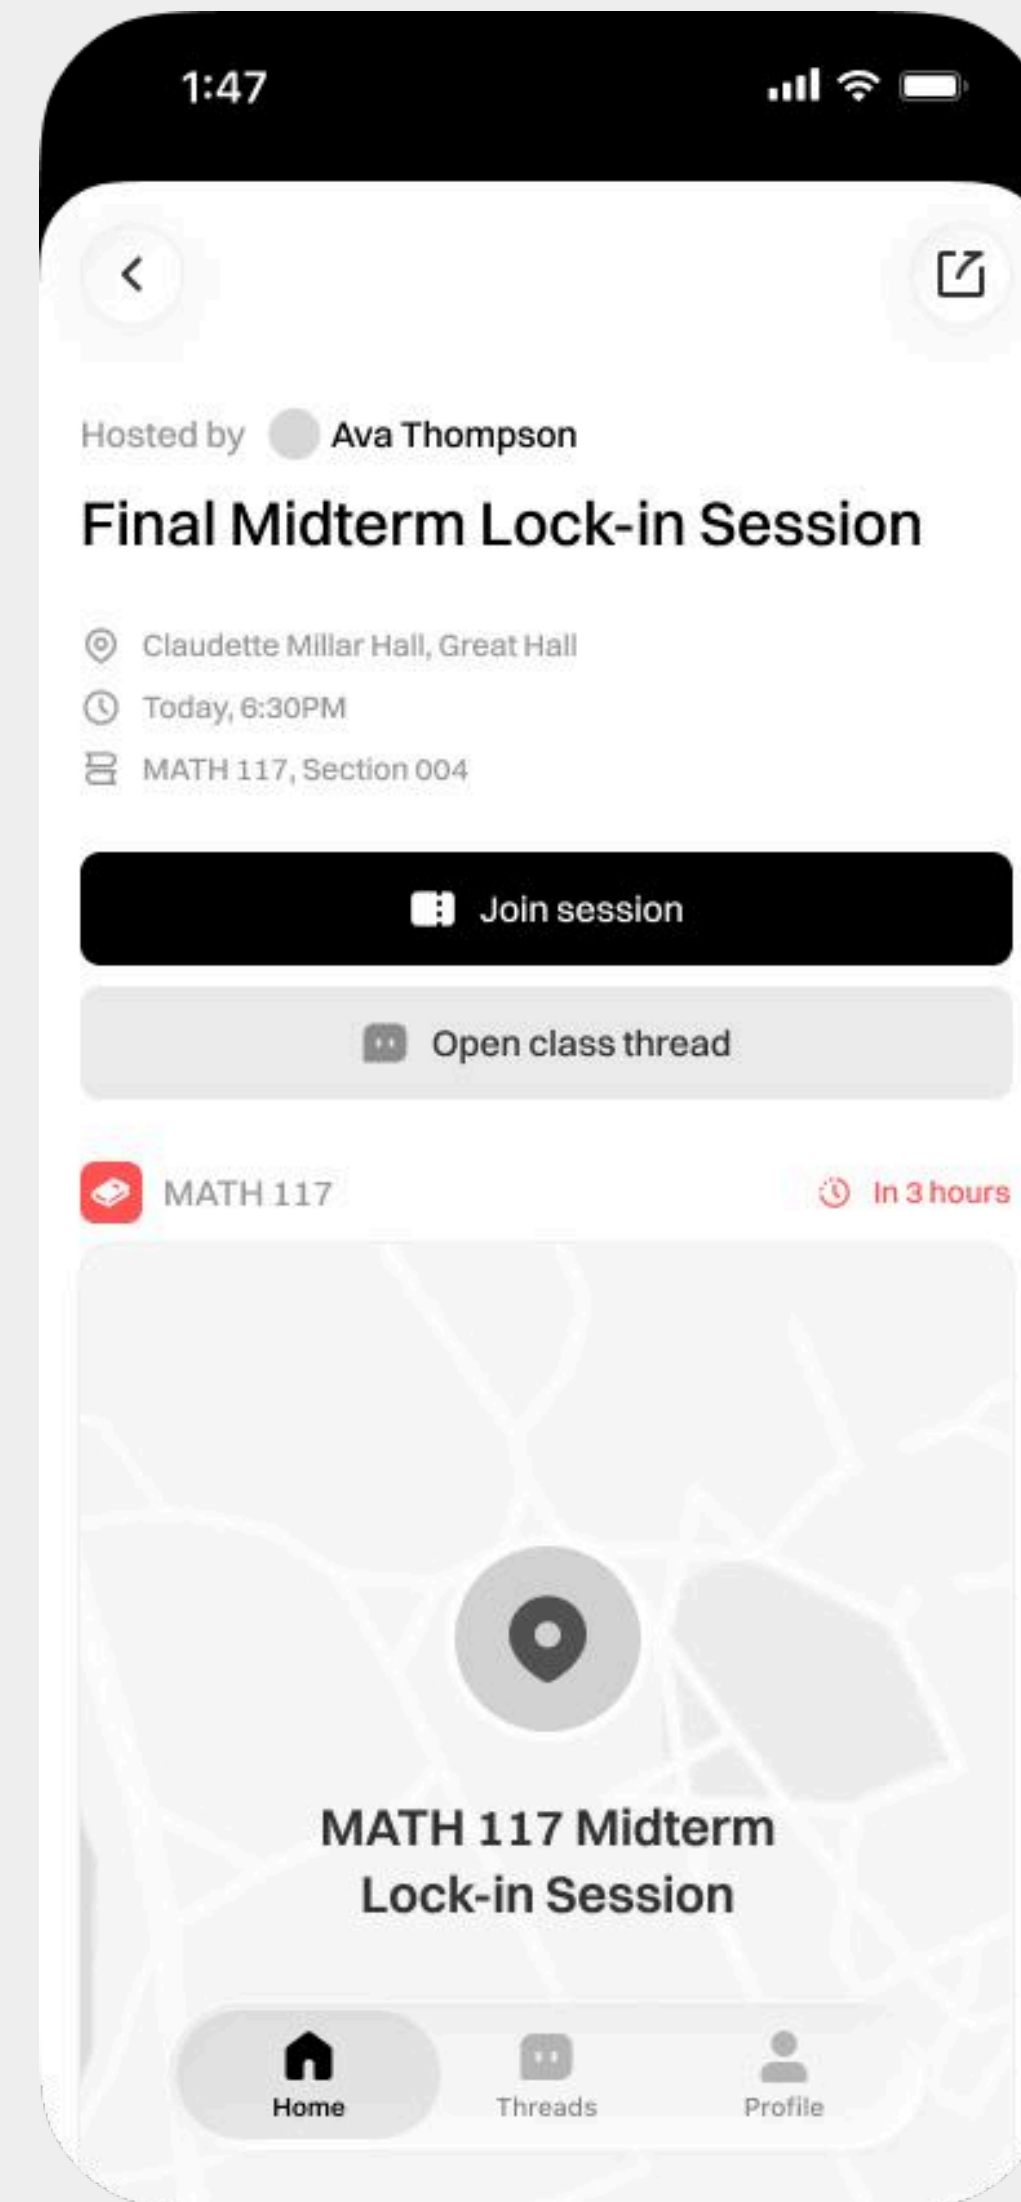 1:47
Hosted by Ava Thompson
Final Midterm Lock-in Session
Claudette Millar Hall, Great Hall
Today, 6:30PM
MATH 117, Section 004
Join session
Open class thread
MATH 117 In 3 hours
MATH 117 Midterm
Lock-in Session
Home Threads Profile